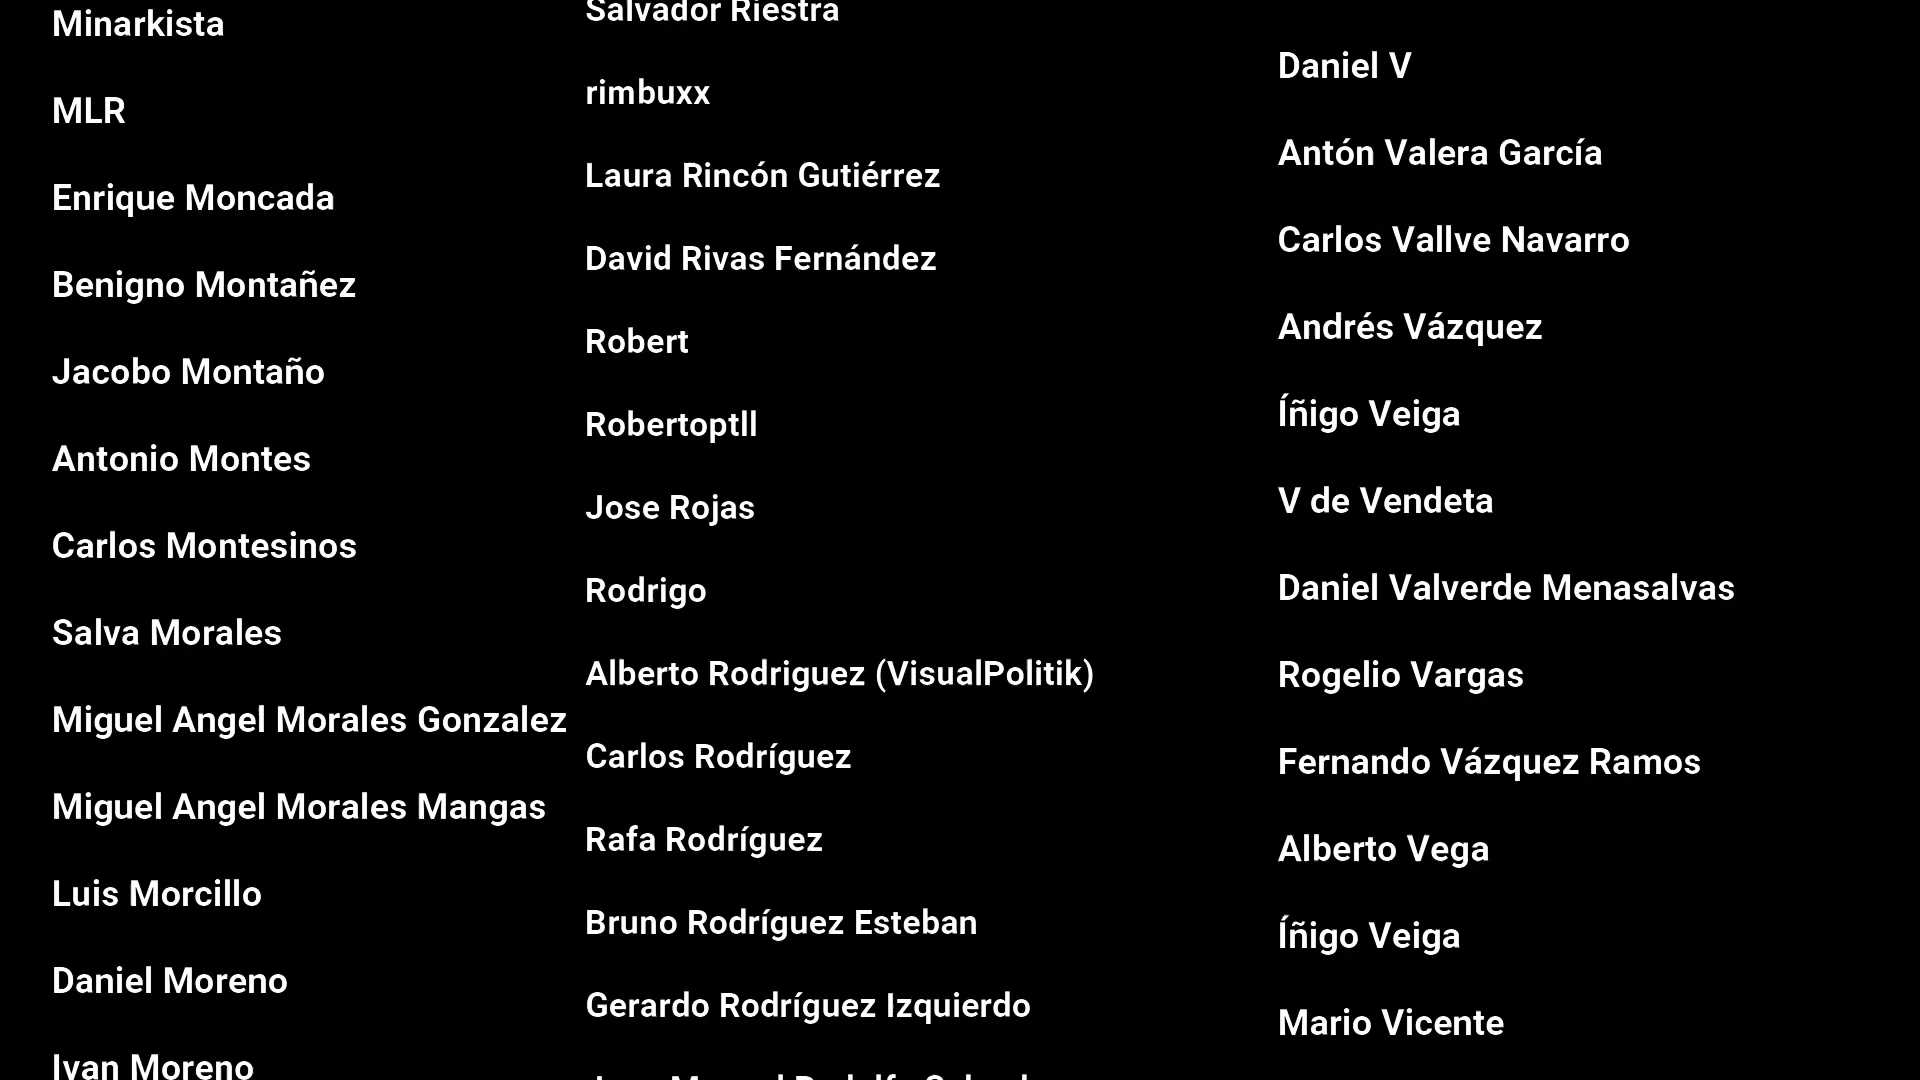 Minarkista
MLR
Enrique Moncada
Benigno Montañez
Jacobo Montaño
Antonio Montes
Carlos Montesinos
Salva Morales
Miguel Angel Morales Gonzalez
Miguel Angel Morales Mangas
Luis Morcillo
Daniel Moreno
Ivan Moreno
Salvador Riestra
rimbuxx
Laura Rincón Gutiérrez
David Rivas Fernández
Robert
Robertoptll
Jose Rojas
Rodrigo
Alberto Rodriguez (VisualPolitik)
Carlos Rodríguez
Rafa Rodríguez
Bruno Rodríguez Esteban
Gerardo Rodríguez Izquierdo
Daniel V
Antón Valera García
Carlos Vallve Navarro
Andrés Vázquez
Íñigo Veiga
V de Vendeta
Daniel Valverde Menasalvas
Rogelio Vargas
Fernando Vázquez Ramos
Alberto Vega
Íñigo Veiga
Mario Vicente